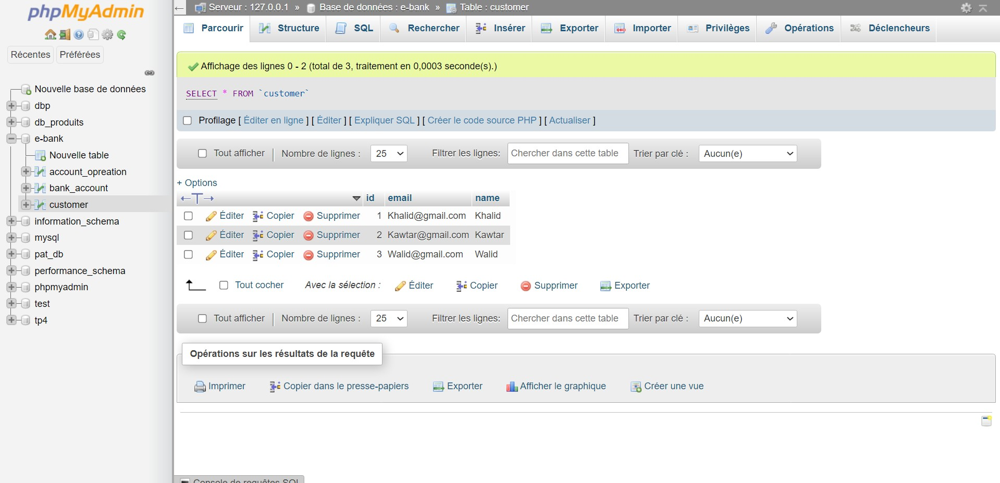 phpMyAdmin
Récentes Préférées
Nouvelle base de données
dbp
db_produits
e-bank
Nouvelle table
account_opreation
bank_account
customer
information_schema
mysql
pat_db
performance_schema
phpmyadmin
test
tp4
Serveur : 127.0.0.1 » Base de données : e-bank » Table : customer
Parcourir Structure SQL Rechercher Insérer Exporter Importer Privilèges Opérations Déclencheurs
Affichage des lignes 0 - 2 (total de 3, traitement en 0,0003 seconde(s).)
SELECT * FROM `customer`
Profilage [ Éditer en ligne ] [ Éditer ] [ Expliquer SQL ] [ Créer le code source PHP ] [ Actualiser ]
Tout afficher | Nombre de lignes : 25 Filtrer les lignes: Chercher dans cette table Trier par clé : Aucun(e)
+ Options
←T→ id email name
Éditer Copier Supprimer 1 Khalid@gmail.com Khalid
Éditer Copier Supprimer 2 Kawtar@gmail.com Kawtar
Éditer Copier Supprimer 3 Walid@gmail.com Walid
Tout cocher Avec la sélection : Éditer Copier Supprimer Exporter
Tout afficher | Nombre de lignes : 25 Filtrer les lignes: Chercher dans cette table Trier par clé : Aucun(e)
Opérations sur les résultats de la requête
Imprimer Copier dans le presse-papiers Exporter Afficher le graphique Créer une vue
Console de requêtes SQL